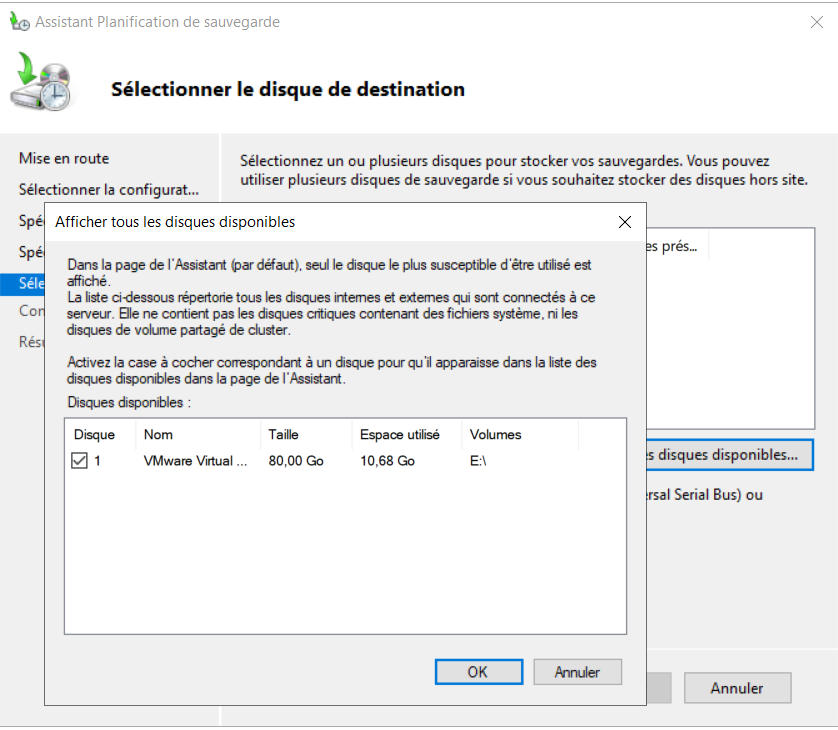 Assistant Planification de sauvegarde
Sélectionner le disque de destination
Mise en route
Sélectionner la configurat...
Sélectionnez un ou plusieurs disques pour stocker vos sauvegardes. Vous pouvez
utiliser plusieurs disques de sauvegarde si vous souhaitez stocker des disques hors site.
Afficher tous les disques disponibles
Dans la page de l'Assistant (par défaut), seul le disque le plus susceptible d'être utilisé est
affiché.
La liste ci-dessous répertorie tous les disques internes et externes qui sont connectés à ce
serveur. Elle ne contient pas les disques critiques contenant des fichiers système, ni les
disques de volume partagé de cluster.
Activez la case à cocher correspondant à un disque pour qu'il apparaisse dans la liste des
disques disponibles dans la page de l'Assistant.
Disques disponibles :
Disque Nom Taille Espace utilisé Volumes
1 VMware Virtual ... 80,00 Go 10,68 Go E:\
OK Annuler
Spé
Spé
Séle
Con
Résu
es prés...
s disques disponibles...
rsal Serial Bus) ou
Annuler